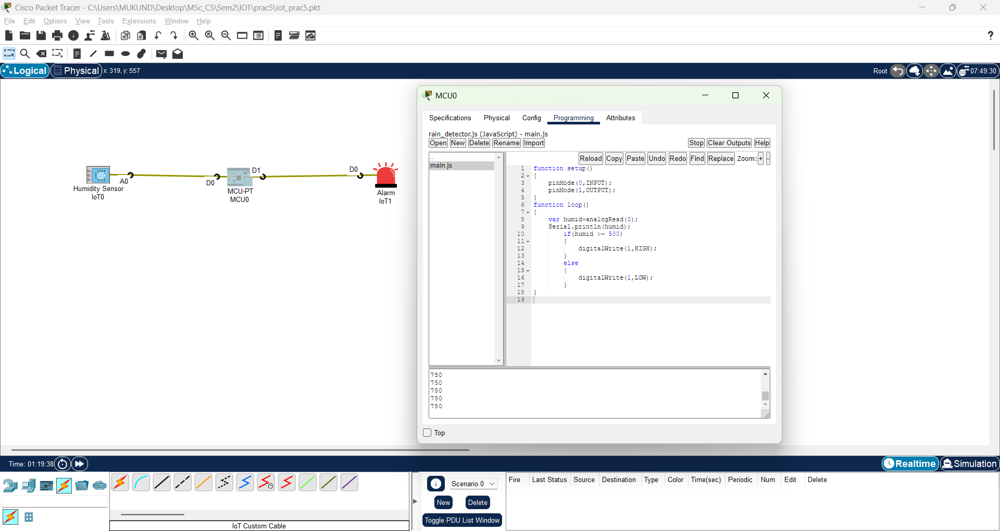 Cisco Packet Tracer - C:\Users\MUKUND\Desktop\MSc_CS\Sem2\IOT\prac5\iot_prac5.pkt
File Edit Options View Tools Extensions Window Help
Logical Physical x: 319, y: 557 Root 07:49:30
MCU0
Specifications Physical Config Programming Attributes
rain_detector.js (JavaScript) - main.js
Open New Delete Rename Import Stop Clear Outputs Help
..
main.js
Reload Copy Paste Undo Redo Find Replace Zoom: + -
1 function setup()
2 {
3 pinMode(0,INPUT);
4 pinMode(1,OUTPUT);
5 }
6 function loop()
7 {
8 var humid=analogRead(0);
9 Serial.println(humid);
10 if(humid >= 500)
11 {
12 digitalWrite(1,HIGH);
13 }
14 else
15 {
16 digitalWrite(1,LOW);
17 }
18 }
19
750
750
750
750
750
Top
A0
Humidity Sensor
IoT0
D0
D1
MCU-PT
MCU0
D0
Alarm
IoT1
Time: 01:19:38 Realtime Simulation
IoT Custom Cable
Scenario 0
New Delete
Toggle PDU List Window
Fire Last Status Source Destination Type Color Time(sec) Periodic Num Edit Delete